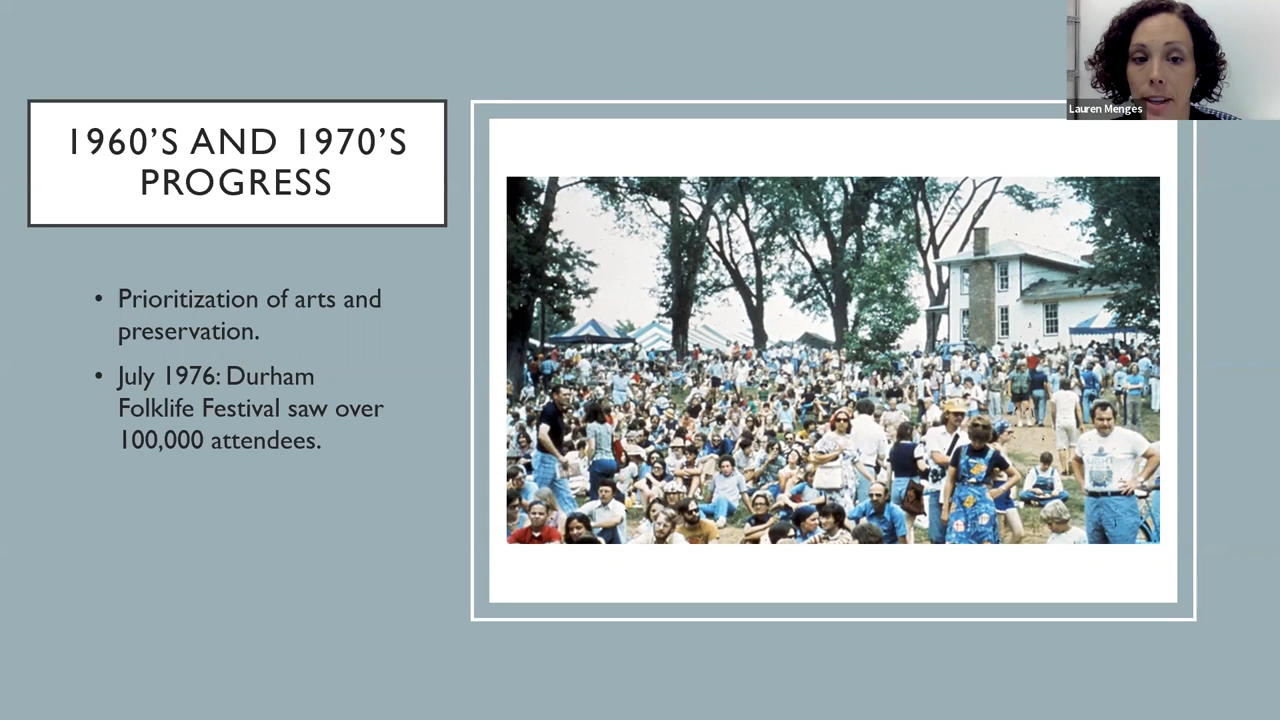 1960’S AND 1970’S
PROGRESS
• Prioritization of arts and
preservation.
• July 1976: Durham
Folklife Festival saw over
100,000 attendees.
Lauren Menges